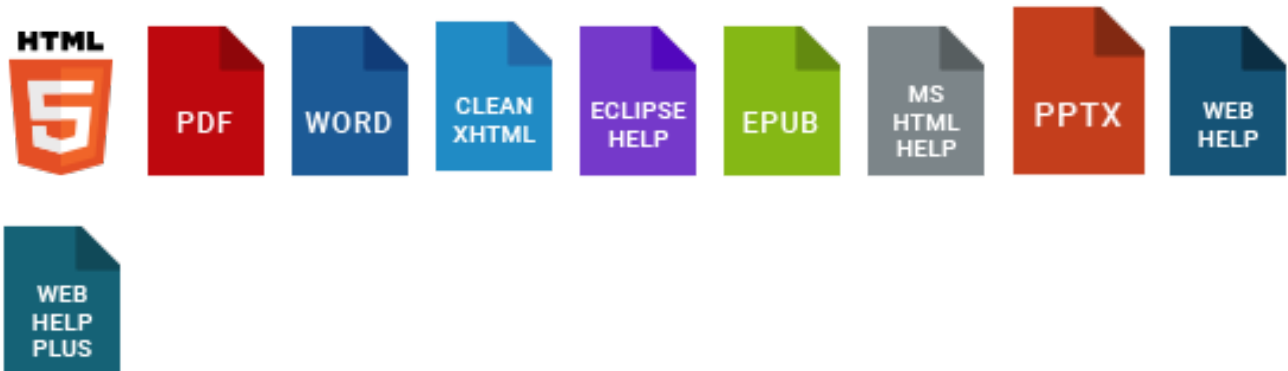 HTML
5
PDF
WORD
CLEAN
XHTML
ECLIPSE
HELP
EPUB
MS
HTML
HELP
PPTX
WEB
HELP
WEB
HELP
PLUS